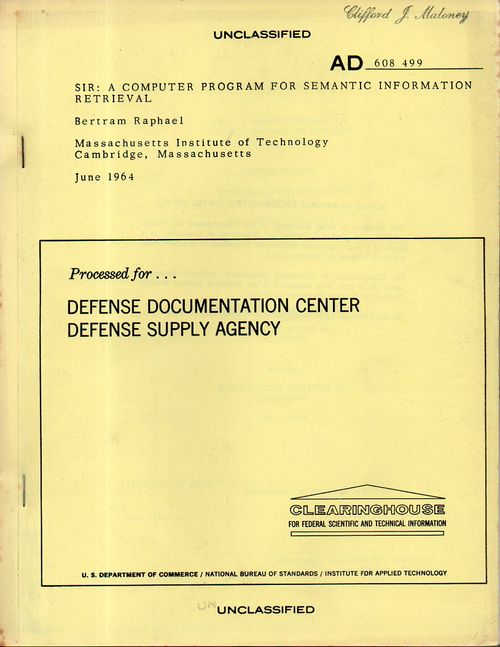 Clifford J. Maloney
UNCLASSIFIED
AD 608 499
SIR: A COMPUTER PROGRAM FOR SEMANTIC INFORMATION
RETRIEVAL
Bertram Raphael
Massachusetts Institute of Technology
Cambridge, Massachusetts
June 1964
Processed for . . .
DEFENSE DOCUMENTATION CENTER
DEFENSE SUPPLY AGENCY
CLEARINGHOUSE
FOR FEDERAL SCIENTIFIC AND TECHNICAL INFORMATION
U. S. DEPARTMENT OF COMMERCE / NATIONAL BUREAU OF STANDARDS / INSTITUTE FOR APPLIED TECHNOLOGY
UN UNCLASSIFIED